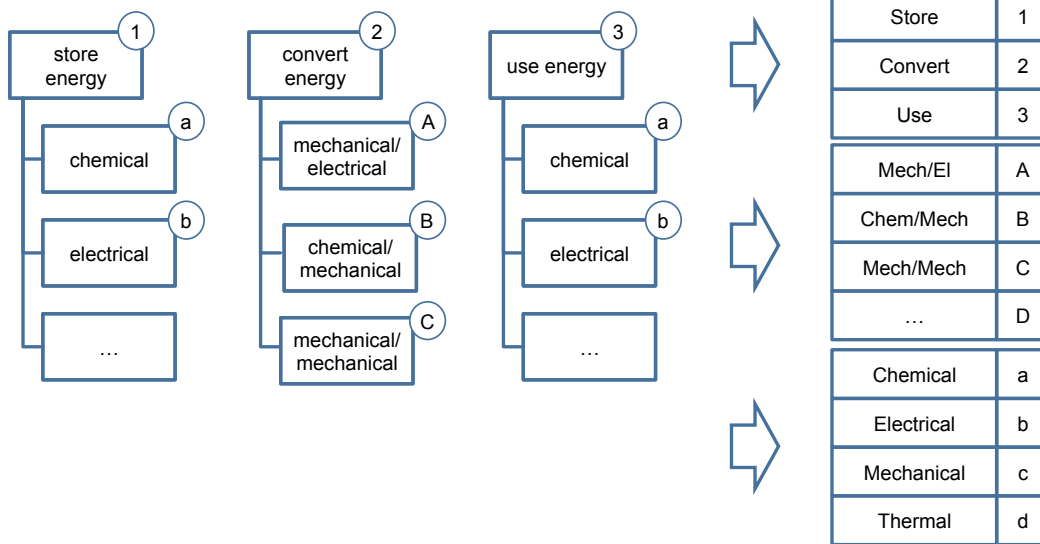 1
store
energy
a
chemical
b
electrical
…
2
convert
energy
A
mechanical/
electrical
B
chemical/
mechanical
C
mechanical/
mechanical
3
use energy
a
chemical
b
electrical
…
Store 1
Convert 2
Use 3
Mech/El A
Chem/Mech B
Mech/Mech C
… D
Chemical a
Electrical b
Mechanical c
Thermal d